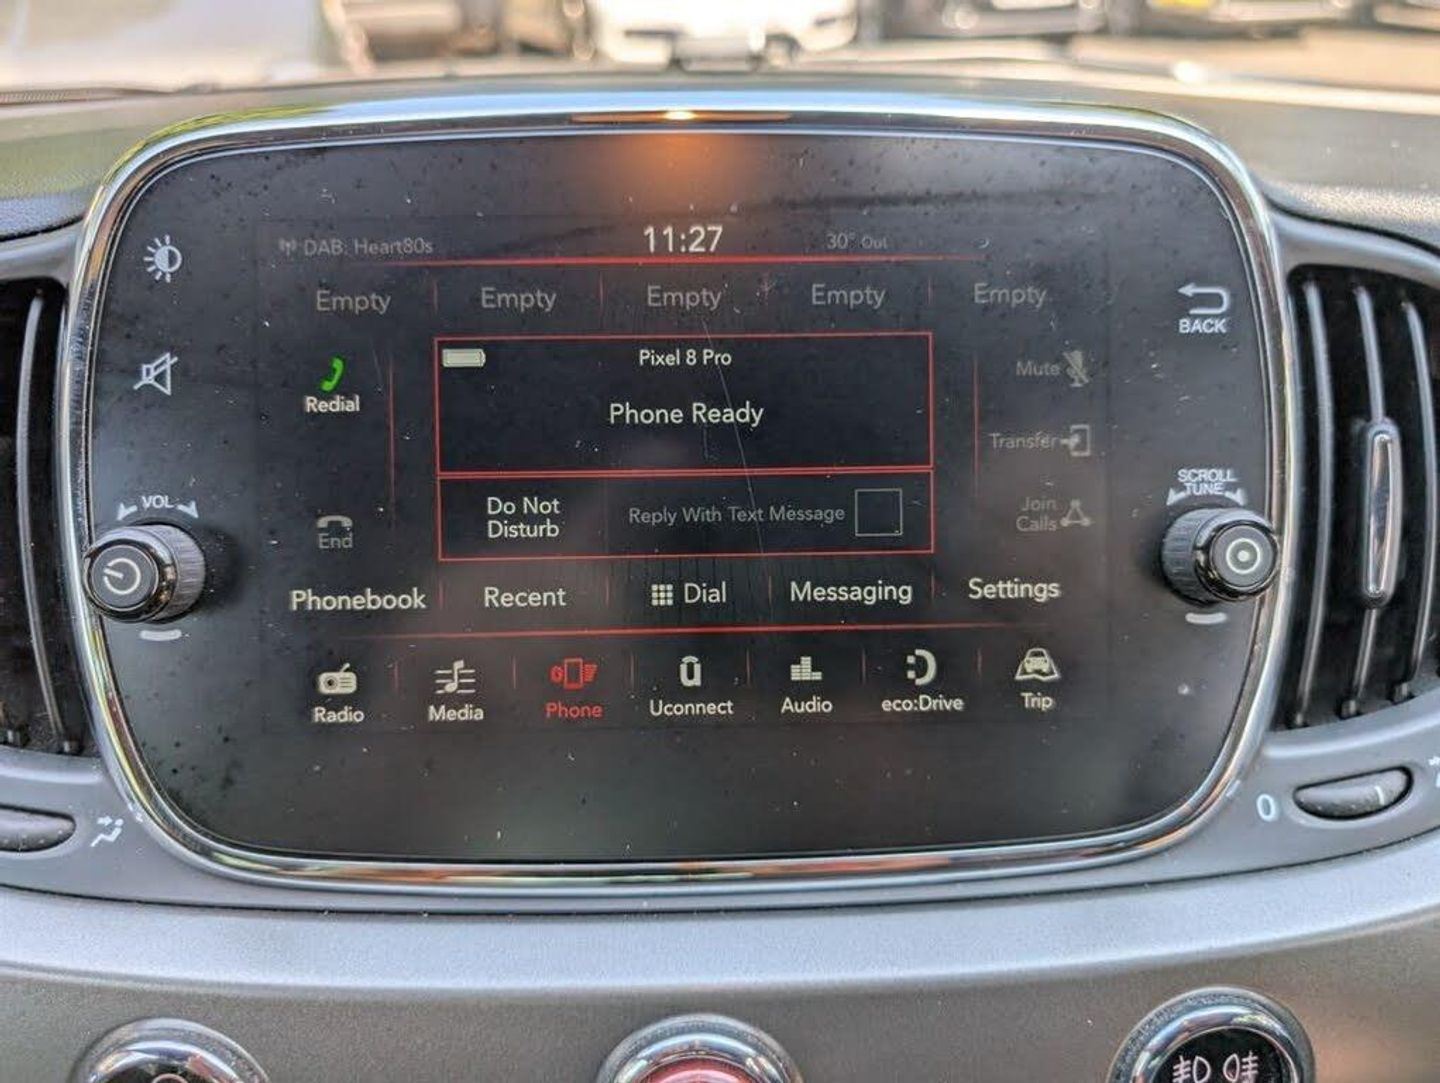 DAB: Heart80s 11:27 30° Out
Empty Empty Empty Empty Empty
BACK
Pixel 8 Pro
Mute
Redial
Phone Ready
Transfer
VOL
SCROLL
TUNE
Do Not
Disturb
Reply With Text Message
Join
Calls
End
Phonebook Recent Dial Messaging Settings
Radio Media Phone Uconnect Audio eco:Drive Trip
0